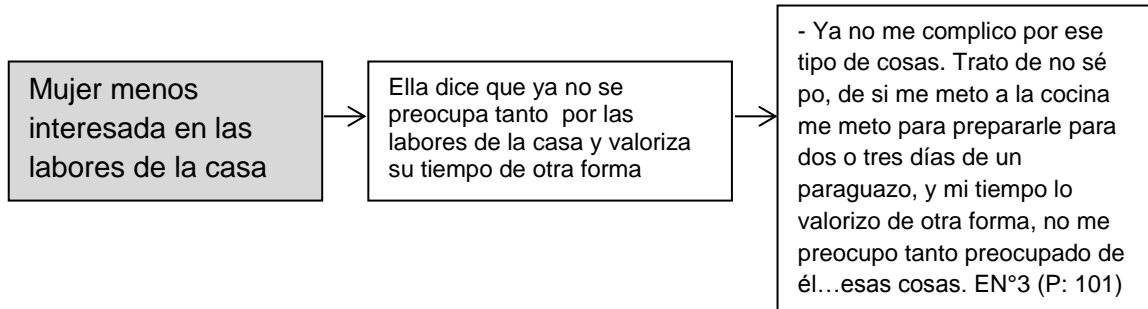 Mujer menos
interesada en las
labores de la casa
Ella dice que ya no se
preocupa tanto por las
labores de la casa y valoriza
su tiempo de otra forma
- Ya no me complico por ese
tipo de cosas. Trato de no sé
po, de si me meto a la cocina
me meto para prepararle para
dos o tres días de un
paraguazo, y mi tiempo lo
valorizo de otra forma, no me
preocupo tanto preocupado de
él…esas cosas. EN°3 (P: 101)